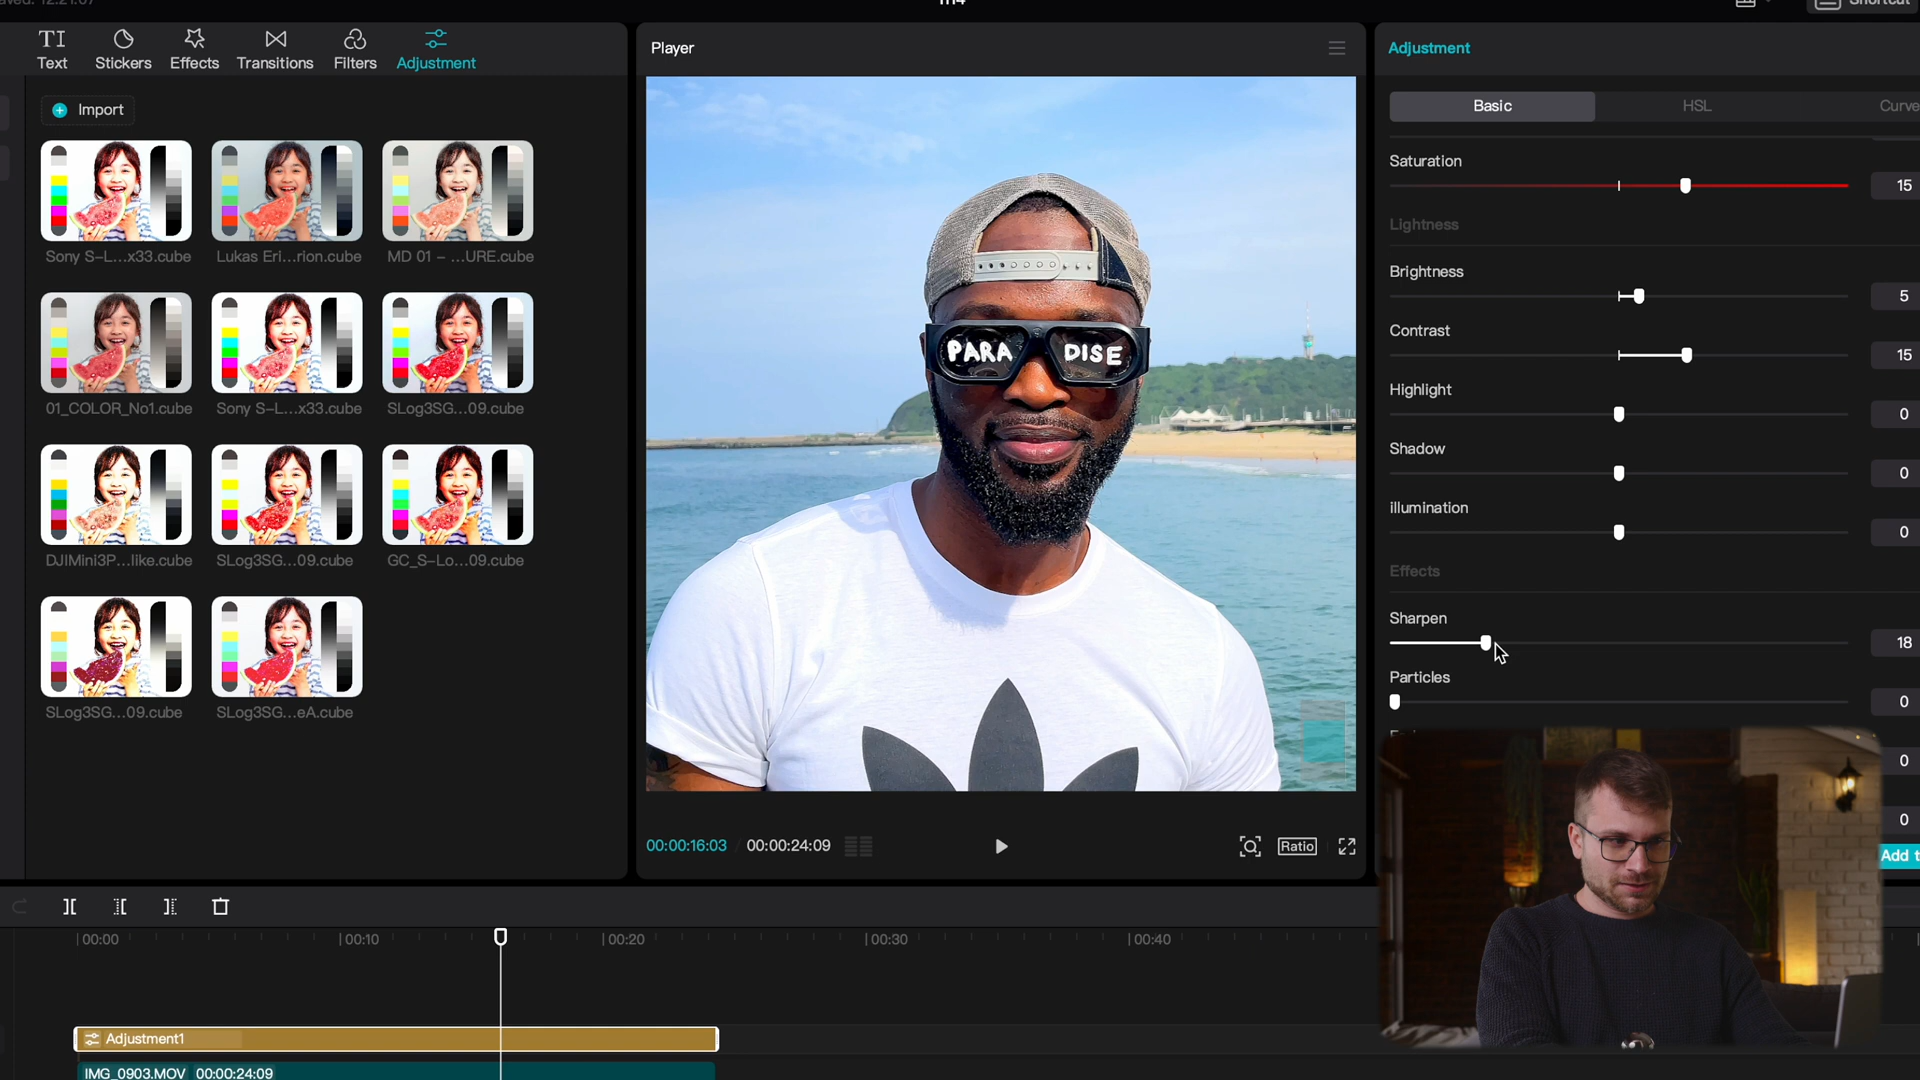 Text
Stickers
Effects
Transitions
Filters
Adjustment
Import
Sony S-L...x33.cube
Lukas Eri...rion.cube
MD 01 - ...URE.cube
01_COLOR_No1.cube
Sony S-L...x33.cube
SLog3SG...09.cube
DJIMini3P...like.cube
SLog3SG...09.cube
GC_S-Lo...09.cube
SLog3SG...09.cube
SLog3SG...eA.cube
Player
PARA DISE
00:00:16:03 00:00:24:09
Ratio
Adjustment
Basic
HSL
Curve
Saturation
15
Lightness
Brightness
5
Contrast
15
Highlight
0
Shadow
0
illumination
0
Effects
Sharpen
18
Particles
0
0
0
Add t
00:00
00:10
00:20
00:30
00:40
Adjustment1
IMG_0903.MOV 00:00:24:09